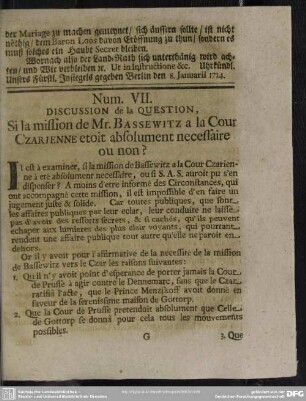 der Mariage zu machen gemeynet/ sich äussern sollte/ ist nicht
nöthig/ dem Baron Loos davon Eröffnung zu thun/ sondern es
muß solches ein Haubt Secret bleiben.
Wornach also der Land-Rath sich unterthänig wird ach-
ten/ und Wir verbleiben ꝛc. Ut in instructione &c. Uhrkundl.
Unsers Fürstl. Insiegels gegeben Berlin den 8. Januarii 1714.
Num. VII.
DISCUSSION de la QUESTION,
Si la mission de Mr. BASSEWITZ a la Cour
CZARIENNE etoit absolument necessaire
ou non?
Il est à examiner, si la mission de Bassewitz a la Cour Czarien-
ne à eté absolument necessaire, ou si S. A. S. auroit pu s'en
dispenser? A moins d'etre informé des Circonstances, qui
ont accompagné cette mission, il est impossible d'en faire un
jugement juste & solide. Car toutes publiques, que sont
les affaires publiques par leur eclat, leur conduite ne laisse
pas d'avoir des ressorts secrets, & si cachés, qu'ils peuvent
echaper aux lumieres des plus clair voyants, qui pourtant
rendent une affaire publique tout autre qu'elle ne paroit en
dehors.
Or il y avoit pour l'affirmative de la necessité de la mission
de Bassewitz vers le Czar les raisons suivantes:
1. Qu'il n'y avoit point d'esperance de porter jamais la Cour
de Prusse à agir contre le Dennemarc, sans que le Czar
ratifiá l'acte, que le Prince Menzikoff avoit donné en
faveur de la serenissime maison de Gottorp.
2. Que la Cour de Prusse pretendoit absolument que Celle
de Gottorp se donná pour cela tous les mouvements
possibles.
G 3. Que